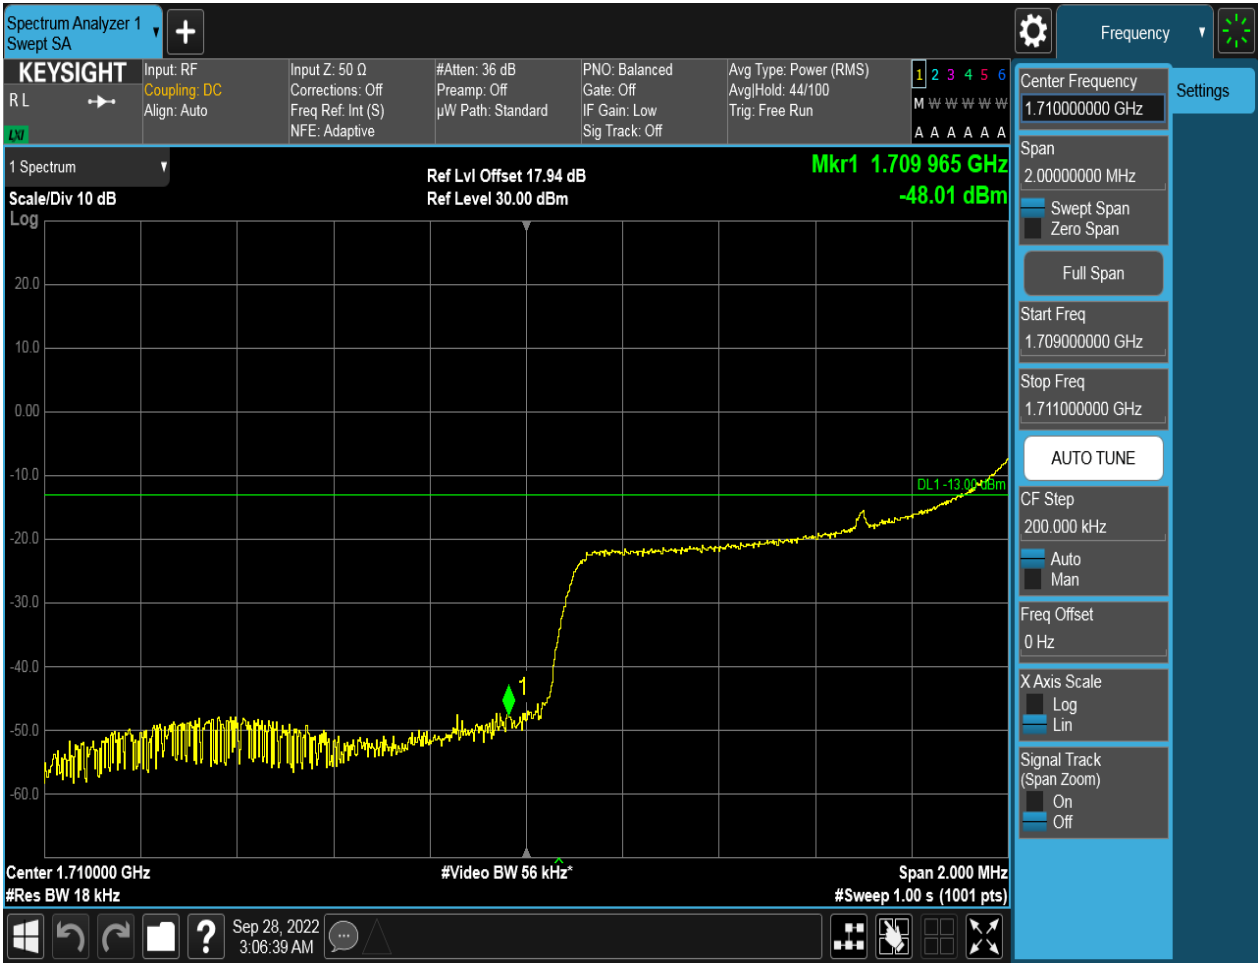 Spectrum Analyzer 1
Swept SA
Frequency
KEYSIGHT
R L
LXI
Input: RF
Coupling: DC
Align: Auto
Input Z: 50 Ω
Corrections: Off
Freq Ref: Int (S)
NFE: Adaptive
#Atten: 36 dB
Preamp: Off
µW Path: Standard
PNO: Balanced
Gate: Off
IF Gain: Low
Sig Track: Off
Avg Type: Power (RMS)
Avg|Hold: 44/100
Trig: Free Run
1 2 3 4 5 6
M W W W W W
A A A A A A
1 Spectrum
Scale/Div 10 dB
Log
Ref Lvl Offset 17.94 dB
Ref Level 30.00 dBm
Mkr1 1.709 965 GHz
-48.01 dBm
20.0
10.0
0.00
-10.0
-20.0
-30.0
-40.0
-50.0
-60.0
DL1 -13.00 dBm
1
Center 1.710000 GHz
#Res BW 18 kHz
#Video BW 56 kHz*
Span 2.000 MHz
#Sweep 1.00 s (1001 pts)
Sep 28, 2022
3:06:39 AM
?
Center Frequency
1.710000000 GHz
Settings
Span
2.00000000 MHz
Swept Span
Zero Span
Full Span
Start Freq
1.709000000 GHz
Stop Freq
1.711000000 GHz
AUTO TUNE
CF Step
200.000 kHz
Auto
Man
Freq Offset
0 Hz
X Axis Scale
Log
Lin
Signal Track
(Span Zoom)
On
Off